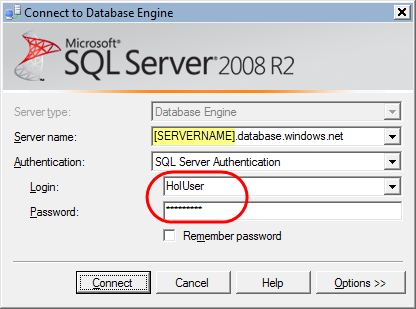 Connect to Database Engine
Microsoft®
SQL Server® 2008 R2
Server type: Database Engine
Server name: [SERVERNAME].database.windows.net
Authentication: SQL Server Authentication
Login: HolUser
Password: *********
Remember password
Connect Cancel Help Options >>